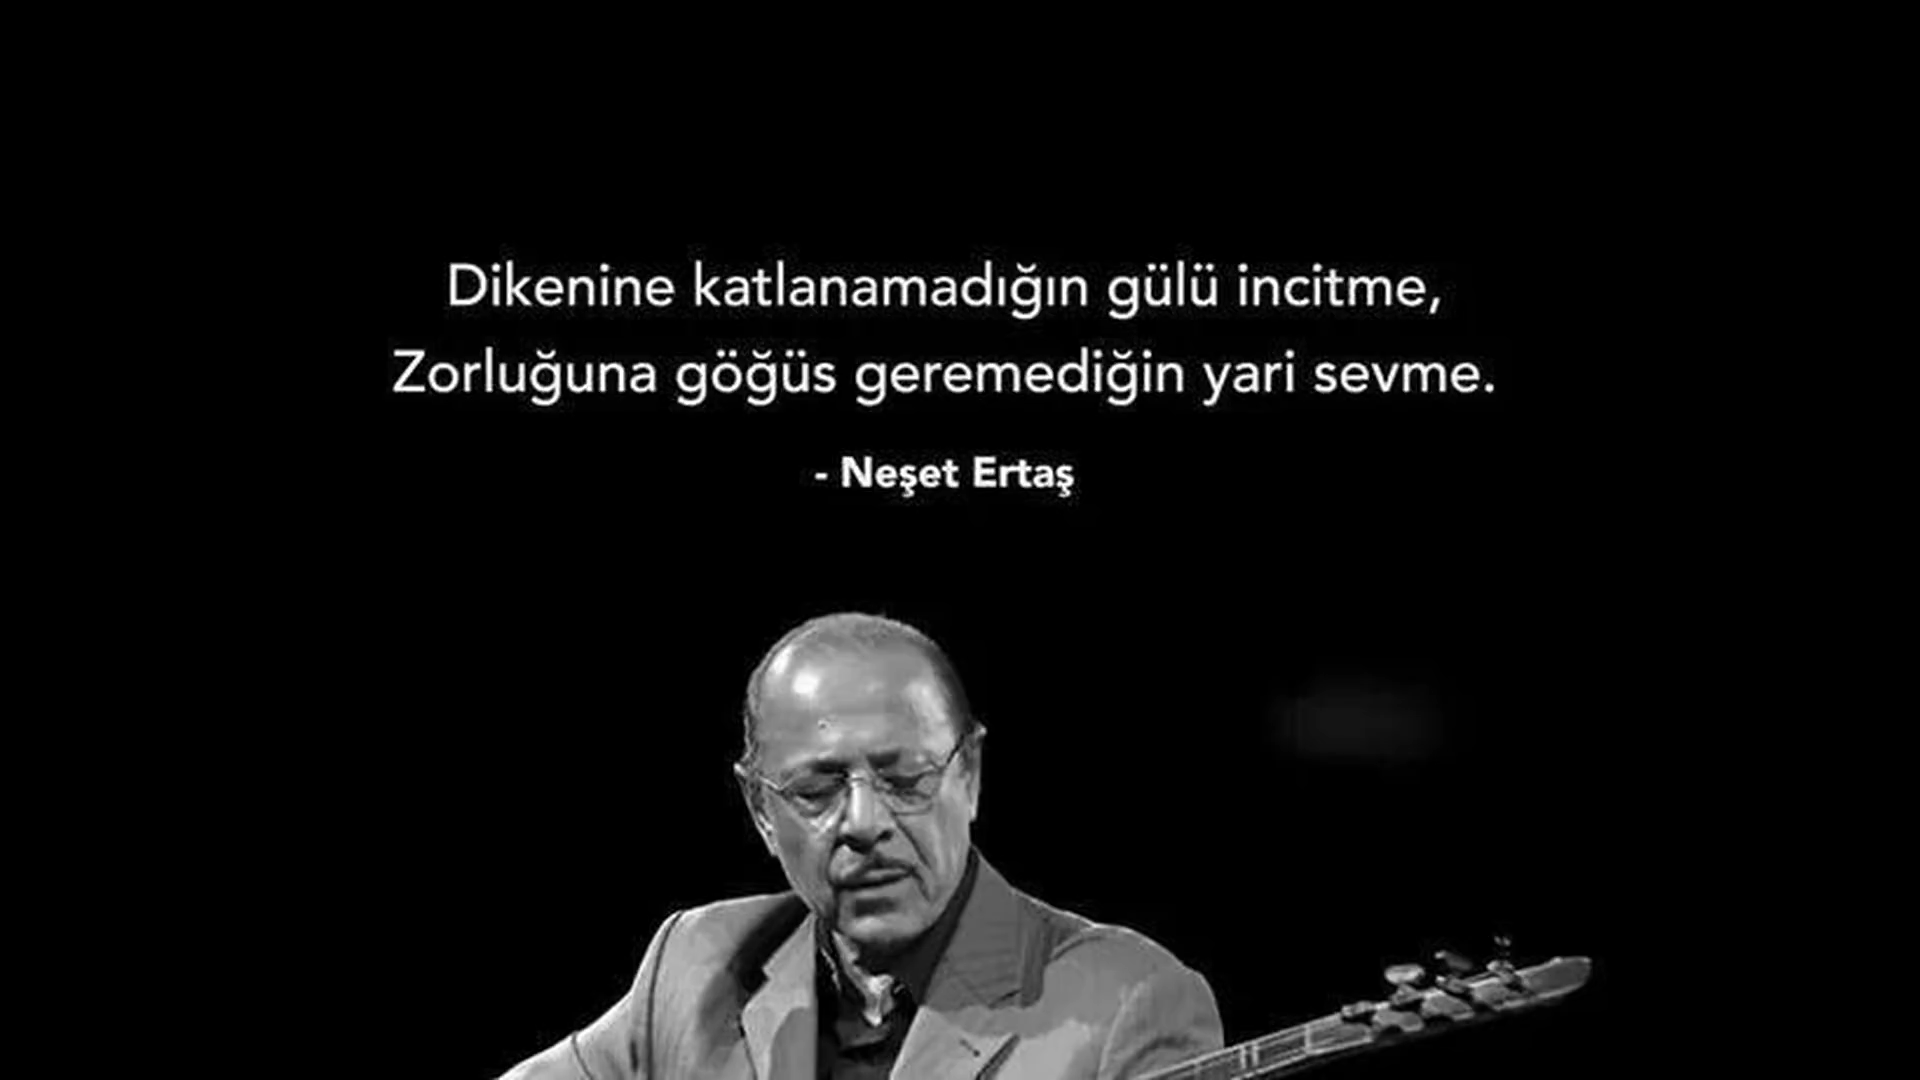 Dikenine katlanamadığın gülü incitme,
Zorluğuna göğüs geremediğin yari sevme.
- Neşet Ertaş